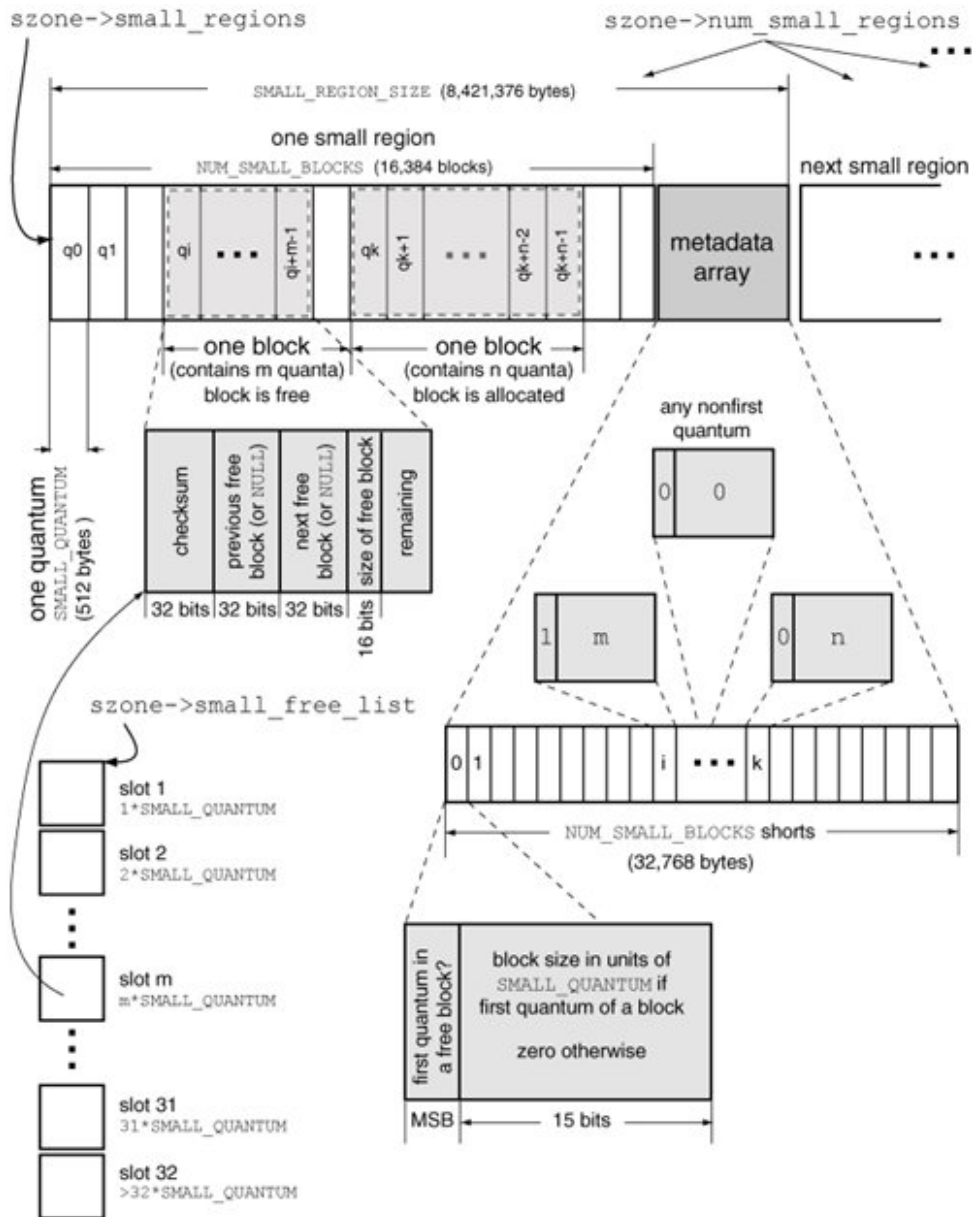 szone->small_regions
szone->num_small_regions
SMALL_REGION_SIZE (8,421,376 bytes)
one small region
NUM_SMALL_BLOCKS (16,384 blocks)
next small region
q0
q1
qi
qi+m-1
qk
qk+1
qk+n-2
qk+n-1
metadada
array
one block
(contains m quanta)
block is free
one block
(contains n quanta)
block is allocated
one quantum
SMALL_QUANTUM
(512 bytes )
checksum
previous free
block (or NULL)
next free
block (or NULL)
size of free block
remaining
32 bits
32 bits
32 bits
16 bits
any nonfirst
quantum
0
0
1
m
0
n
szone->small_free_list
0
1
i
k
NUM_SMALL_BLOCKS shorts
(32,768 bytes)
slot 1
1*SMALL_QUANTUM
slot 2
2*SMALL_QUANTUM
slot m
m*SMALL_QUANTUM
slot 31
31*SMALL_QUANTUM
slot 32
>32*SMALL_QUANTUM
first quantum in
a free block?
block size in units of
SMALL_QUANTUM if
first quantum of a block
zero otherwise
MSB
15 bits